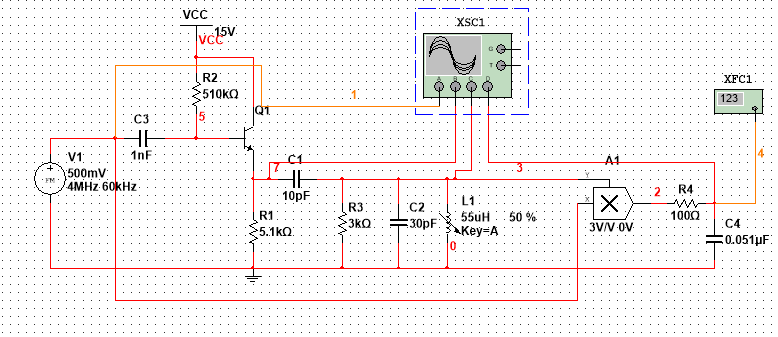 VCC
15V
VCC
XSC1
G
T
A B C D
XFC1
123
R2
510kΩ
5
Q1
1
C3
1nF
V1
500mV
4MHz 60kHz
FM
7
C1
10pF
3
A1
Y
X
3V/V 0V
2
R4
100Ω
4
C4
0.051µF
R1
5.1kΩ
R3
3kΩ
C2
30pF
L1
55uH
50 %
Key=A
0